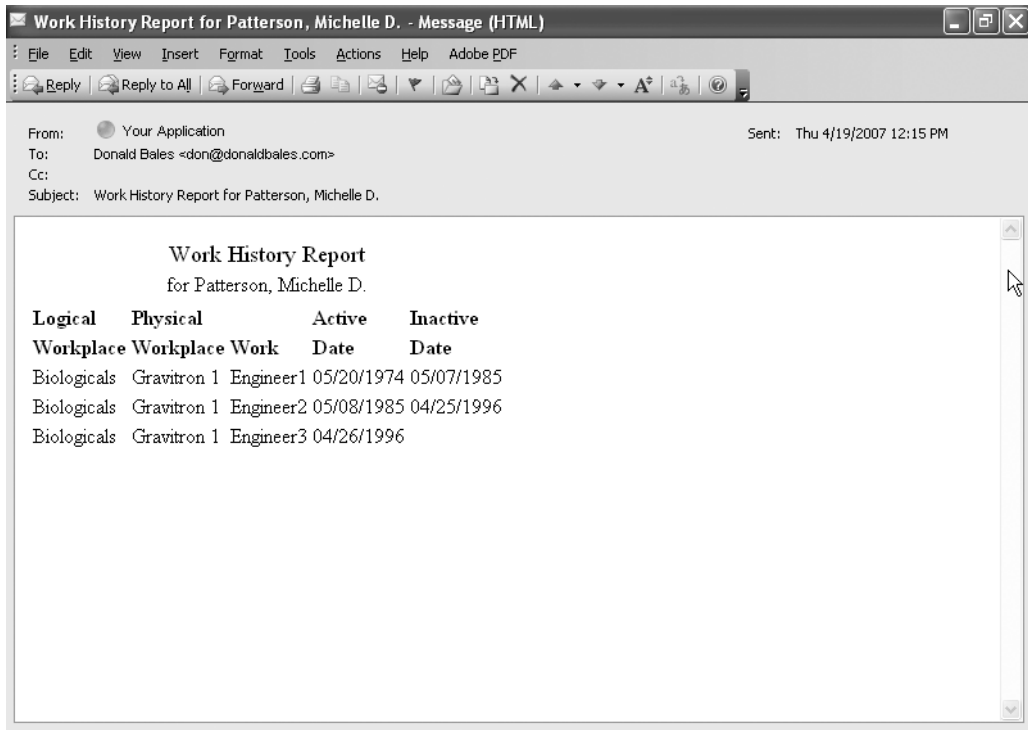 Work History Report for Patterson, Michelle D. - Message (HTML)
File Edit View Insert Format Tools Actions Help Adobe PDF
Reply Reply to All Forward
From: Your Application Sent: Thu 4/19/2007 12:15 PM
To: Donald Bales <don@donaldbales.com>
Cc:
Subject: Work History Report for Patterson, Michelle D.
Work History Report
for Patterson, Michelle D.
Logical Physical Active Inactive
Workplace Workplace Work Date Date
Biologicals Gravitron 1 Engineer1 05/20/1974 05/07/1985
Biologicals Gravitron 1 Engineer2 05/08/1985 04/25/1996
Biologicals Gravitron 1 Engineer3 04/26/1996